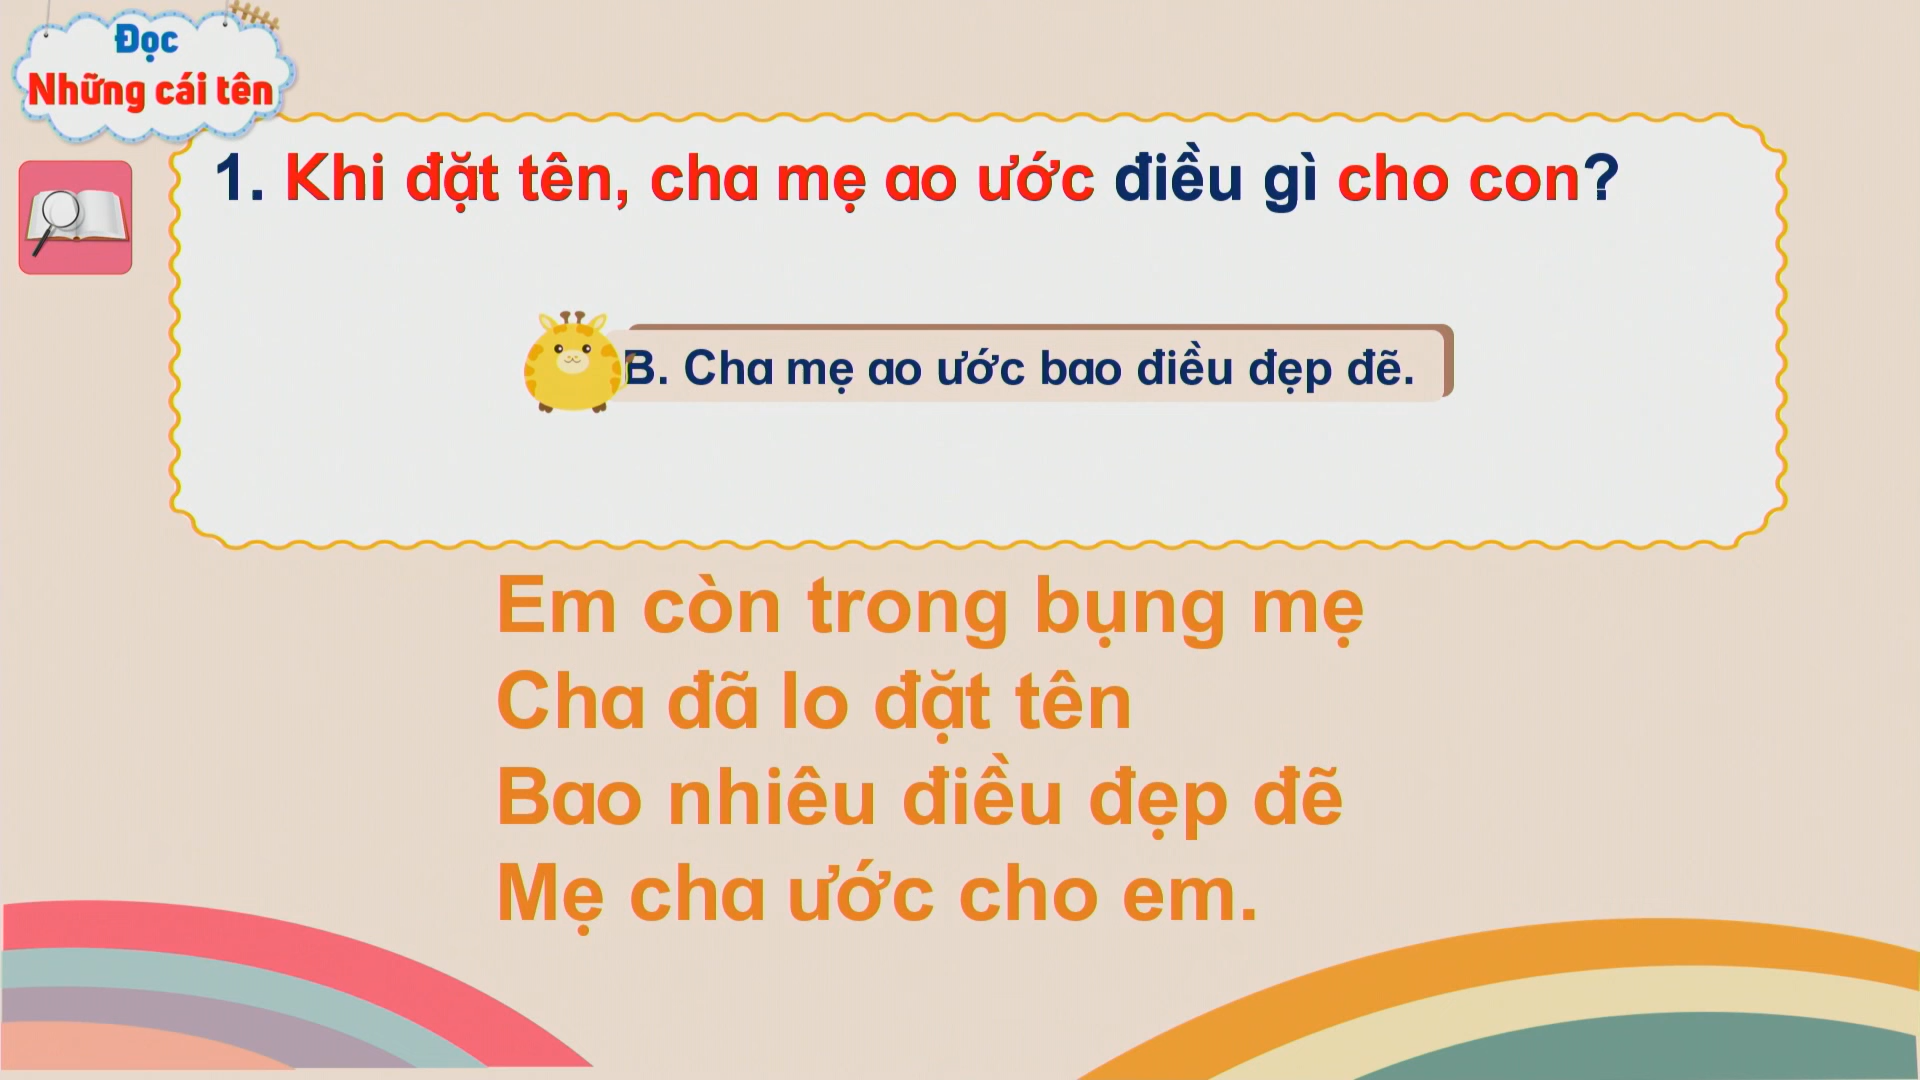 Đọc
Những cái tên
1. Khi đặt tên, cha mẹ ao ước điều gì cho con?
B. Cha mẹ ao ước bao điều đẹp đẽ.
Em còn trong bụng mẹ
Cha đã lo đặt tên
Bao nhiêu điều đẹp đẽ
Mẹ cha ước cho em.